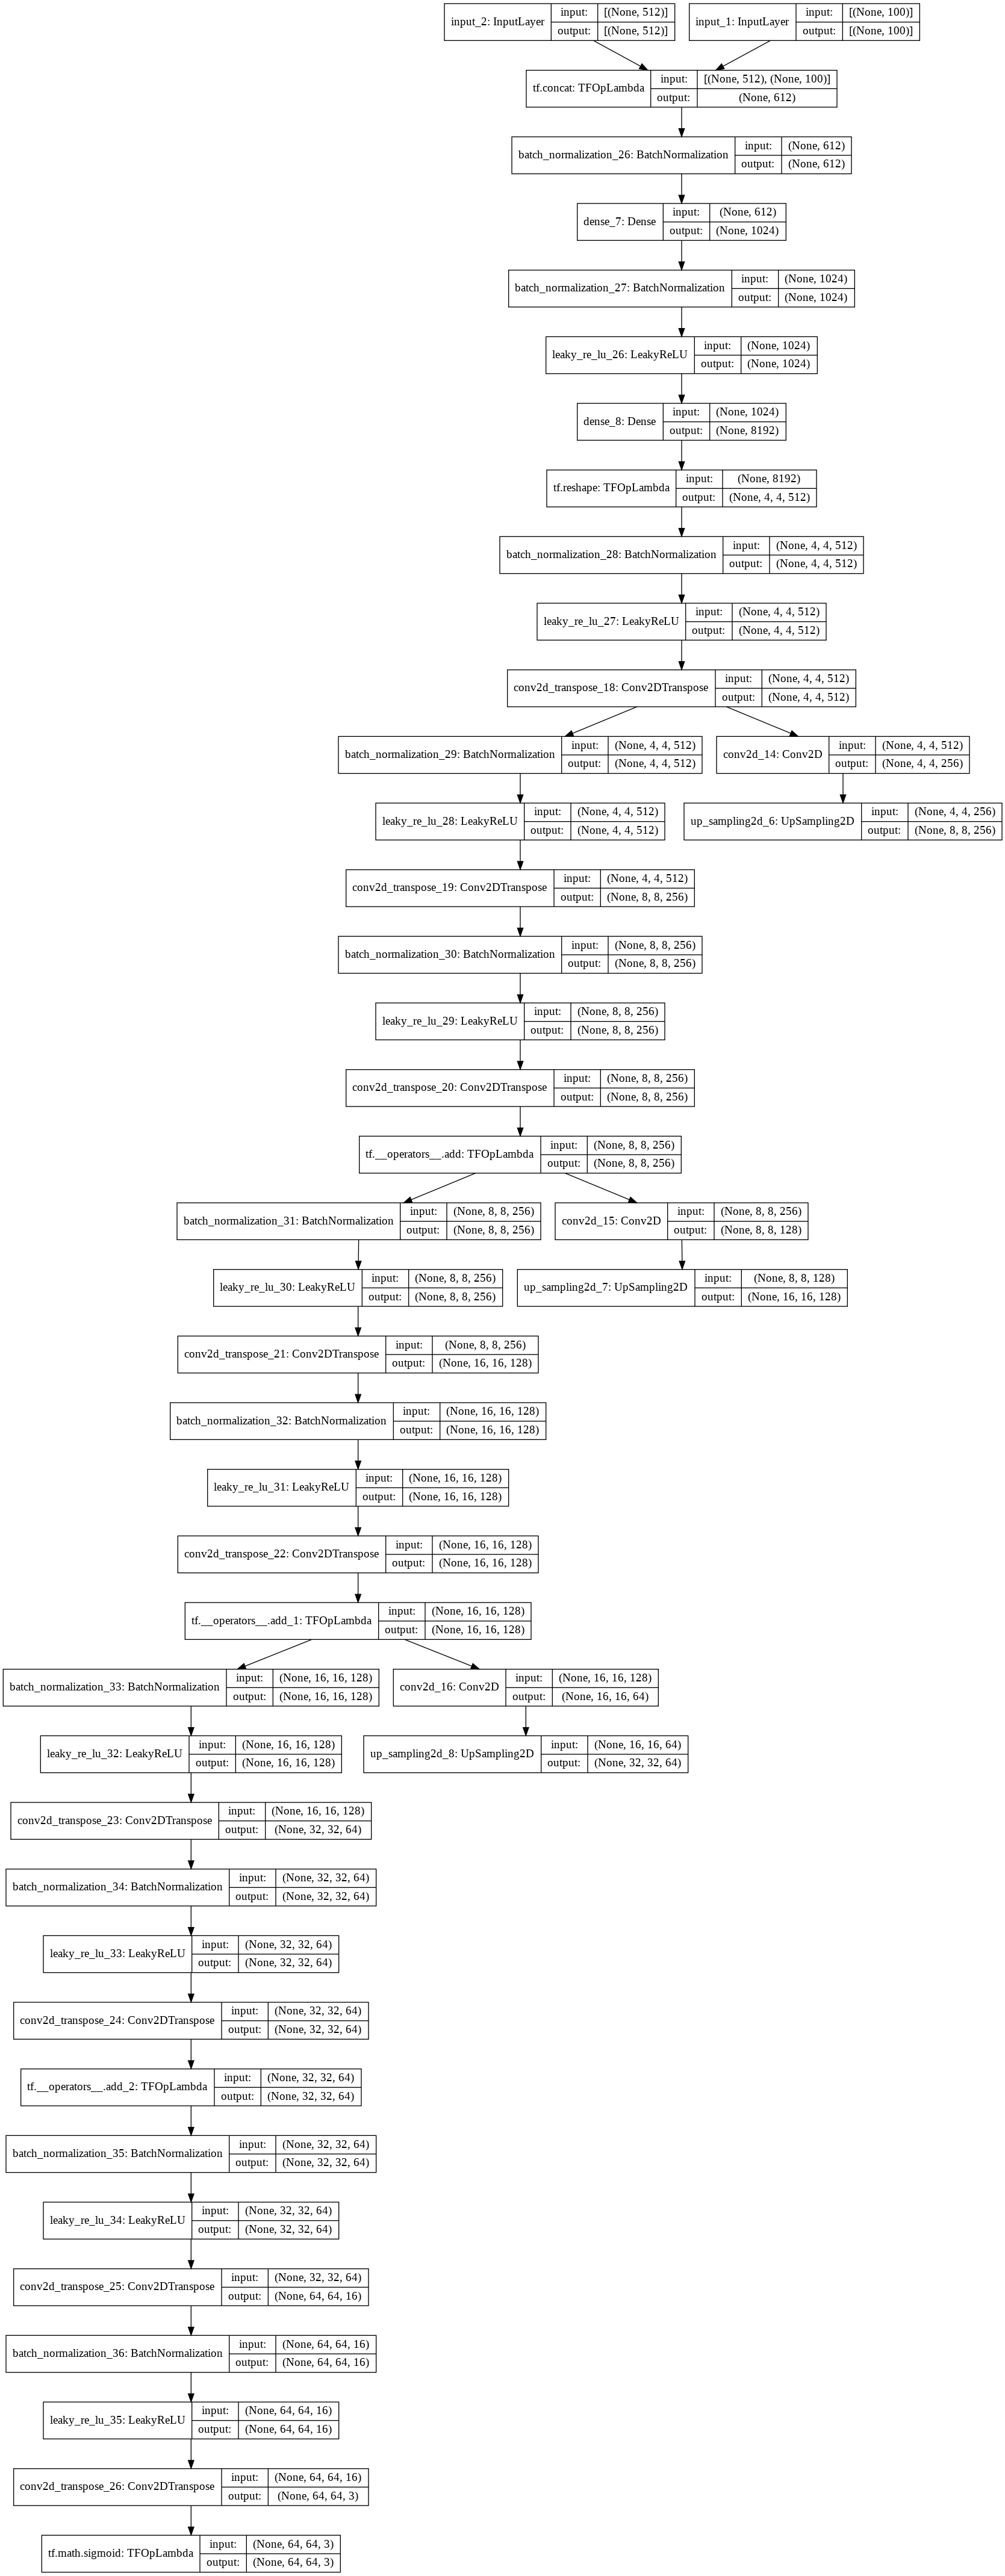 input_2: InputLayer input: [(None, 512)] output: [(None, 512)]
input_1: InputLayer input: [(None, 100)] output: [(None, 100)]
tf.concat: TFOpLambda input: [(None, 512), (None, 100)] output: (None, 612)
batch_normalization_26: BatchNormalization input: (None, 612) output: (None, 612)
dense_7: Dense input: (None, 612) output: (None, 1024)
batch_normalization_27: BatchNormalization input: (None, 1024) output: (None, 1024)
leaky_re_lu_26: LeakyReLU input: (None, 1024) output: (None, 1024)
dense_8: Dense input: (None, 1024) output: (None, 8192)
tf.reshape: TFOpLambda input: (None, 8192) output: (None, 4, 4, 512)
batch_normalization_28: BatchNormalization input: (None, 4, 4, 512) output: (None, 4, 4, 512)
leaky_re_lu_27: LeakyReLU input: (None, 4, 4, 512) output: (None, 4, 4, 512)
conv2d_transpose_18: Conv2DTranspose input: (None, 4, 4, 512) output: (None, 4, 4, 512)
batch_normalization_29: BatchNormalization input: (None, 4, 4, 512) output: (None, 4, 4, 512)
conv2d_14: Conv2D input: (None, 4, 4, 512) output: (None, 4, 4, 256)
leaky_re_lu_28: LeakyReLU input: (None, 4, 4, 512) output: (None, 4, 4, 512)
up_sampling2d_6: UpSampling2D input: (None, 4, 4, 256) output: (None, 8, 8, 256)
conv2d_transpose_19: Conv2DTranspose input: (None, 4, 4, 512) output: (None, 8, 8, 256)
batch_normalization_30: BatchNormalization input: (None, 8, 8, 256) output: (None, 8, 8, 256)
leaky_re_lu_29: LeakyReLU input: (None, 8, 8, 256) output: (None, 8, 8, 256)
conv2d_transpose_20: Conv2DTranspose input: (None, 8, 8, 256) output: (None, 8, 8, 256)
tf.__operators__.add: TFOpLambda input: (None, 8, 8, 256) output: (None, 8, 8, 256)
batch_normalization_31: BatchNormalization input: (None, 8, 8, 256) output: (None, 8, 8, 256)
conv2d_15: Conv2D input: (None, 8, 8, 256) output: (None, 8, 8, 128)
leaky_re_lu_30: LeakyReLU input: (None, 8, 8, 256) output: (None, 8, 8, 256)
up_sampling2d_7: UpSampling2D input: (None, 8, 8, 128) output: (None, 16, 16, 128)
conv2d_transpose_21: Conv2DTranspose input: (None, 8, 8, 256) output: (None, 16, 16, 128)
batch_normalization_32: BatchNormalization input: (None, 16, 16, 128) output: (None, 16, 16, 128)
leaky_re_lu_31: LeakyReLU input: (None, 16, 16, 128) output: (None, 16, 16, 128)
conv2d_transpose_22: Conv2DTranspose input: (None, 16, 16, 128) output: (None, 16, 16, 128)
tf.__operators__.add_1: TFOpLambda input: (None, 16, 16, 128) output: (None, 16, 16, 128)
batch_normalization_33: BatchNormalization input: (None, 16, 16, 128) output: (None, 16, 16, 128)
conv2d_16: Conv2D input: (None, 16, 16, 128) output: (None, 16, 16, 64)
leaky_re_lu_32: LeakyReLU input: (None, 16, 16, 128) output: (None, 16, 16, 128)
up_sampling2d_8: UpSampling2D input: (None, 16, 16, 64) output: (None, 32, 32, 64)
conv2d_transpose_23: Conv2DTranspose input: (None, 16, 16, 128) output: (None, 32, 32, 64)
batch_normalization_34: BatchNormalization input: (None, 32, 32, 64) output: (None, 32, 32, 64)
leaky_re_lu_33: LeakyReLU input: (None, 32, 32, 64) output: (None, 32, 32, 64)
conv2d_transpose_24: Conv2DTranspose input: (None, 32, 32, 64) output: (None, 32, 32, 64)
tf.__operators__.add_2: TFOpLambda input: (None, 32, 32, 64) output: (None, 32, 32, 64)
batch_normalization_35: BatchNormalization input: (None, 32, 32, 64) output: (None, 32, 32, 64)
leaky_re_lu_34: LeakyReLU input: (None, 32, 32, 64) output: (None, 32, 32, 64)
conv2d_transpose_25: Conv2DTranspose input: (None, 32, 32, 64) output: (None, 64, 64, 16)
batch_normalization_36: BatchNormalization input: (None, 64, 64, 16) output: (None, 64, 64, 16)
leaky_re_lu_35: LeakyReLU input: (None, 64, 64, 16) output: (None, 64, 64, 16)
conv2d_transpose_26: Conv2DTranspose input: (None, 64, 64, 16) output: (None, 64, 64, 3)
tf.math.sigmoid: TFOpLambda input: (None, 64, 64, 3) output: (None, 64, 64, 3)